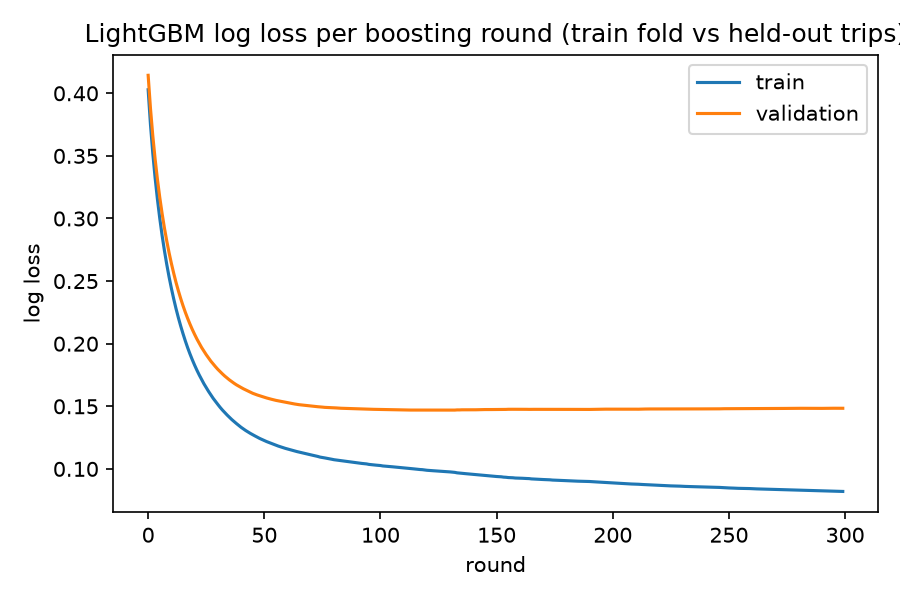 LightGBM log loss per boosting round (train fold vs held-out trips)
train
validation
0.40
0.35
0.30
0.25
0.20
0.15
0.10
log loss
0 50 100 150 200 250 300
round